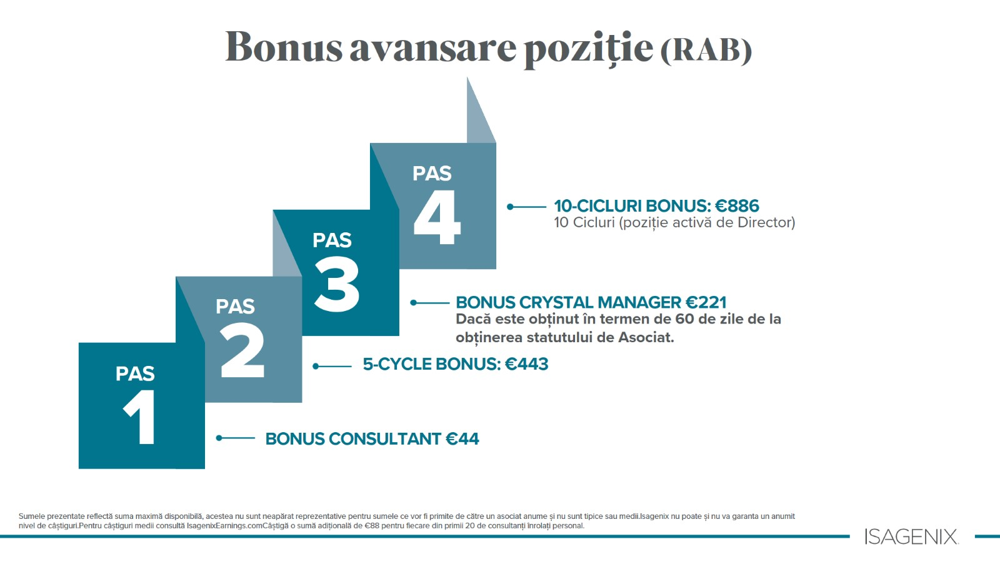 Bonus avansare poziție (RAB)
PAS
4
10-CICLURI BONUS: €886
10 Cicluri (poziție activă de Director)
PAS
3
BONUS CRYSTAL MANAGER €221
Dacă este obținut în termen de 60 de zile de la
obținerea statutului de Asociat.
PAS
2
5-CYCLE BONUS: €443
PAS
1
BONUS CONSULTANT €44
Sumele prezentate reflectă suma maximă disponibilă, acestea nu sunt neapărat reprezentative pentru sumele ce vor fi primite de către un asociat anume și nu sunt tipice sau medii.Isagenix nu poate și nu va garanta un anumit
nivel de câștiguri.Pentru câștiguri medii consultă IsagenixEarnings.comCâștigă o sumă adițională de €88 pentru fiecare din primii 20 de consultanți înrolați personal.
ISAGENIX